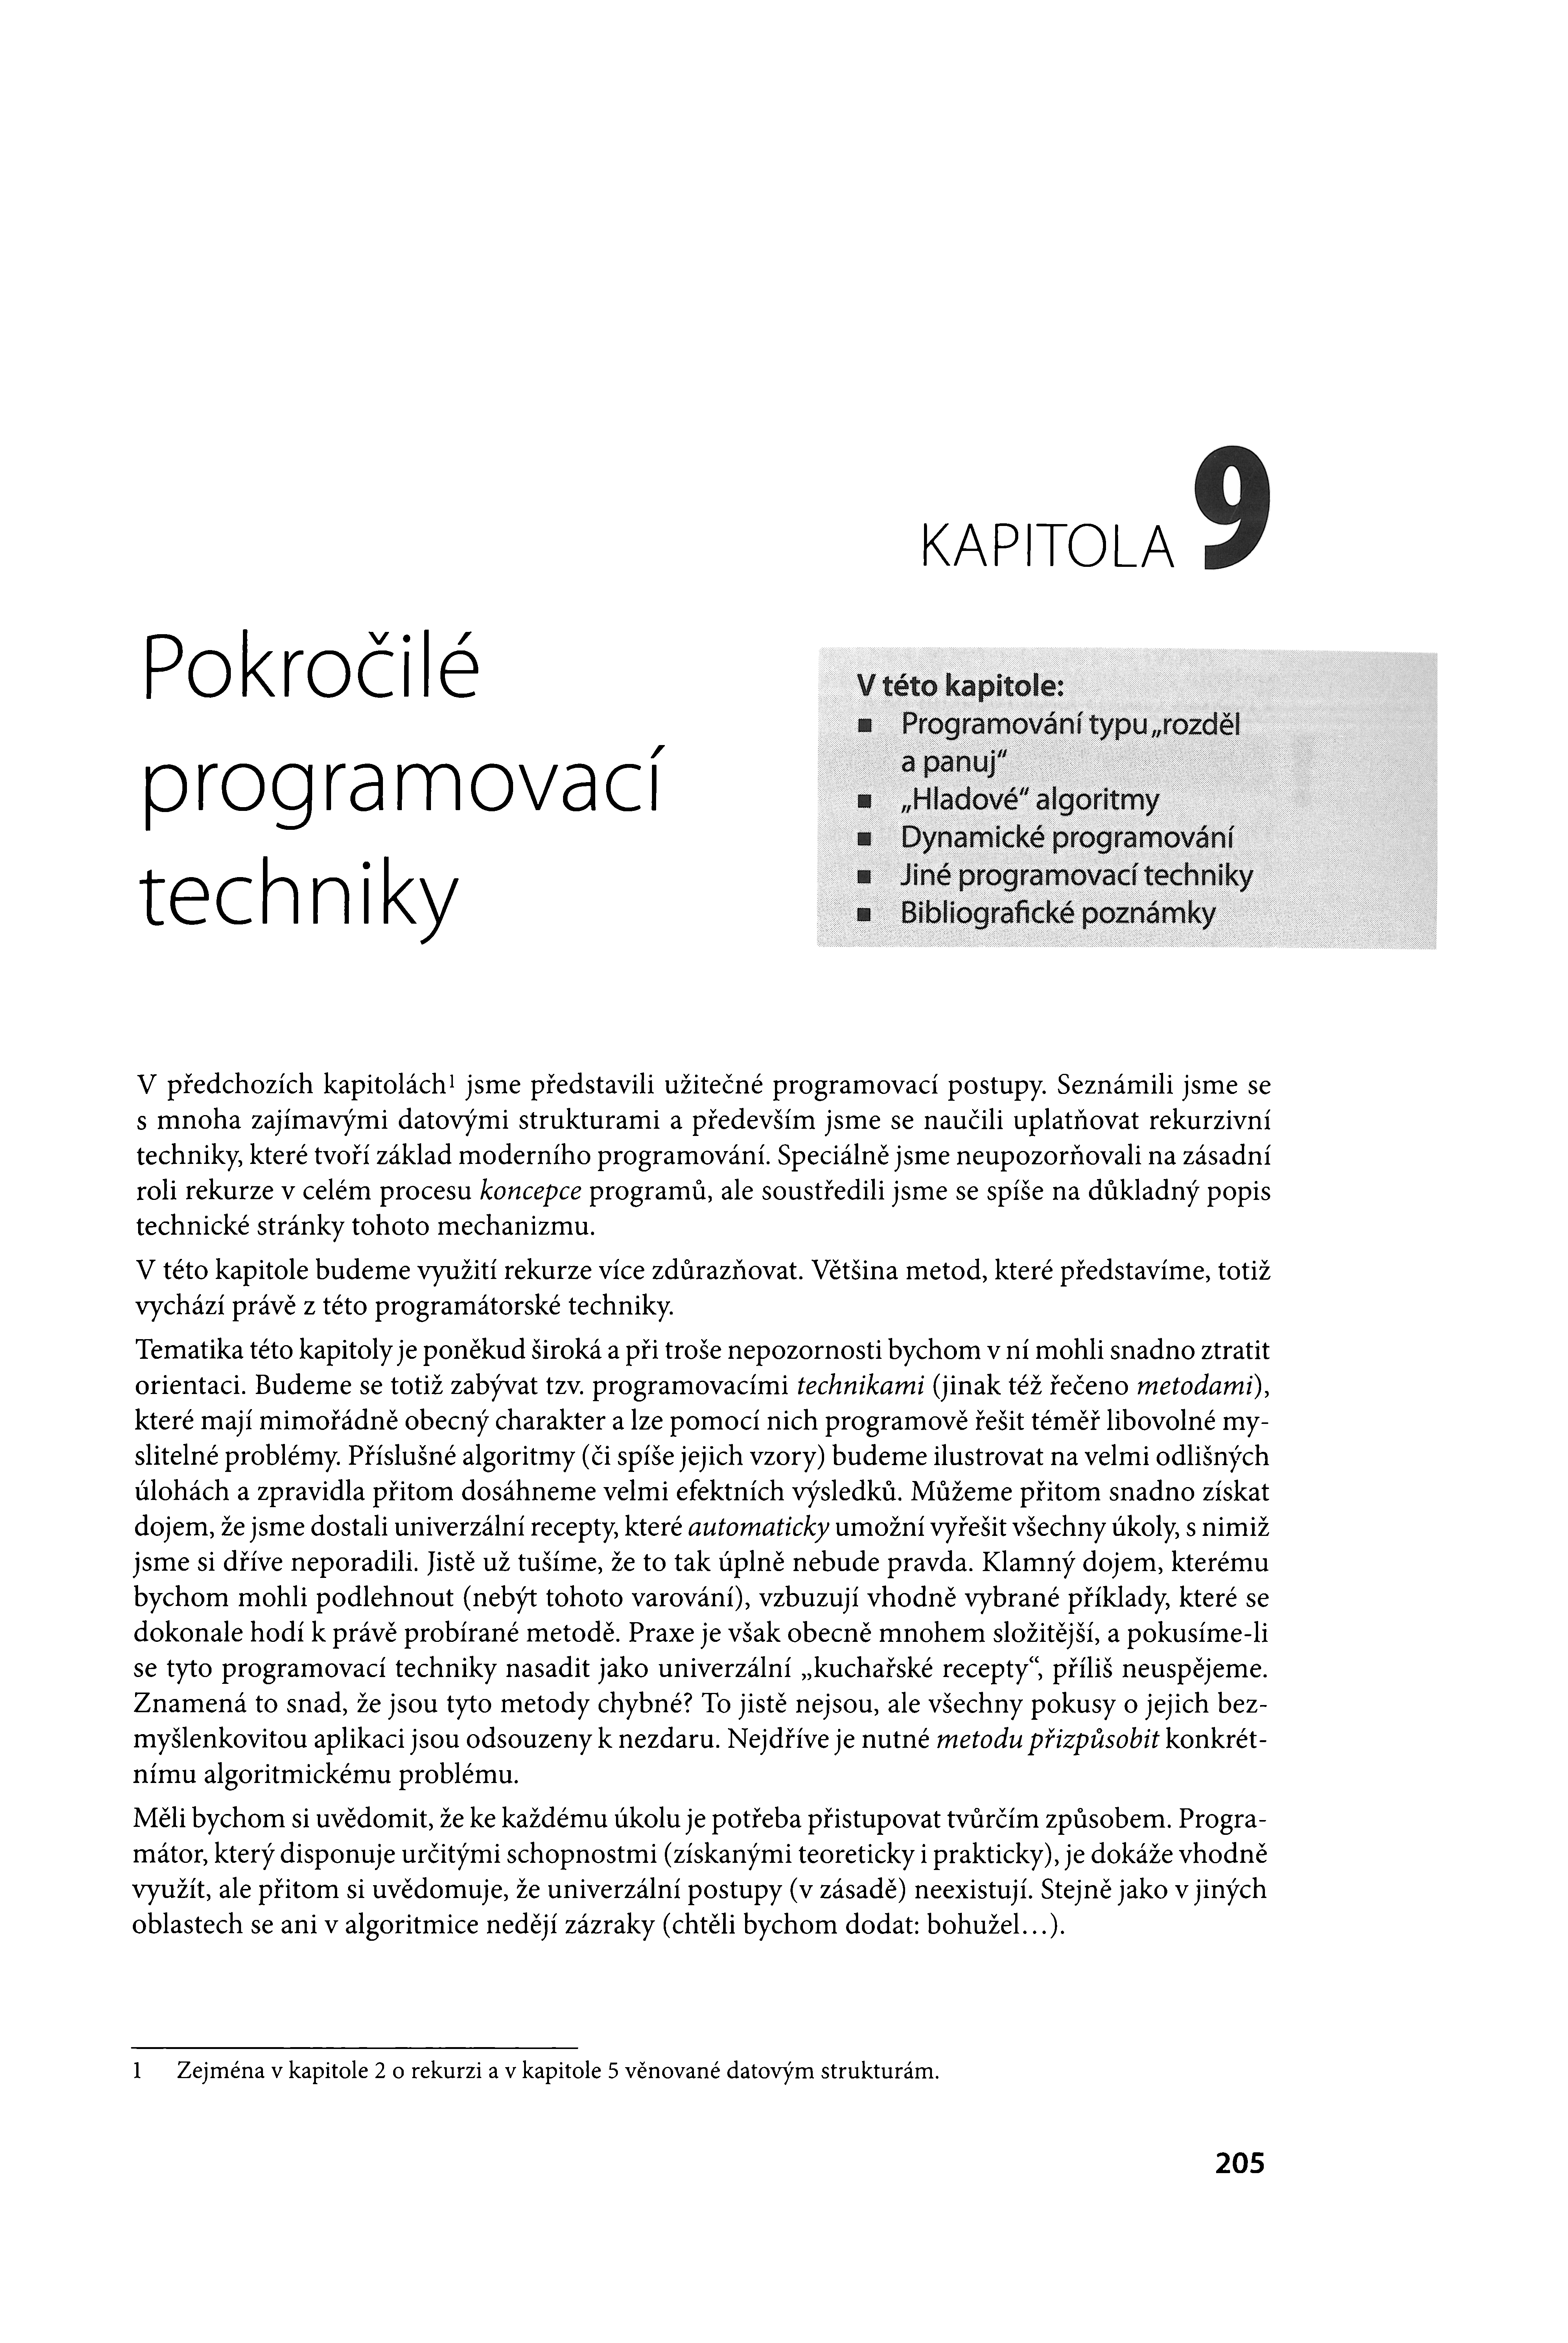 KAPITOLA 9
Pokročilé
programovací
techniky
V této kapitole:
■ Programování typu „rozděl
a panuj"
■ „Hladové" algoritmy
■ Dynamické programování
■ Jiné programovací techniky
■ Bibliografické poznámky
V předchozích kapitolách1 jsme představili užitečné programovací postupy. Seznámili jsme se
s mnoha zajímavými datovými strukturami a především jsme se naučili uplatňovat rekurzivní
techniky, které tvoří základ moderního programování. Speciálně jsme neupozorňovali na zásadní
roli rekurze v celém procesu koncepce programů, ale soustředili jsme se spíše na důkladný popis
technické stránky tohoto mechanizmu.
V této kapitole budeme využití rekurze více zdůrazňovat. Většina metod, které představíme, totiž
vychází právě z této programátorské techniky.
Tematika této kapitoly je poněkud široká a při troše nepozornosti bychom v ní mohli snadno ztratit
orientaci. Budeme se totiž zabývat tzv. programovacími technikami (jinak též řečeno metodami),
které mají mimořádně obecný charakter a lze pomocí nich programově řešit téměř libovolné my-
slitelné problémy. Příslušné algoritmy (či spíše jejich vzory) budeme ilustrovat na velmi odlišných
úlohách a zpravidla přitom dosáhneme velmi efektních výsledků. Můžeme přitom snadno získat
dojem, že jsme dostali univerzální recepty, které automaticky umožní vyřešit všechny úkoly, s nimiž
jsme si dříve neporadili. Jistě už tušíme, že to tak úplně nebude pravda. Klamný dojem, kterému
bychom mohli podlehnout (nebýt tohoto varování), vzbuzují vhodně vybrané příklady, které se
dokonale hodí k právě probírané metodě. Praxe je však obecně mnohem složitější, a pokusíme-li
se tyto programovací techniky nasadit jako univerzální „kuchařské recepty“, příliš neuspějeme.
Znamená to snad, že jsou tyto metody chybné? To jistě nejsou, ale všechny pokusy o jejich bez-
myšlenkovitou aplikaci jsou odsouzeny k nezdaru. Nejdříve je nutné metodu přizpůsobit konkrét-
nímu algoritmickému problému.
Měli bychom si uvědomit, že ke každému úkolu je potřeba přistupovat tvůrčím způsobem. Progra-
mátor, který disponuje určitými schopnostmi (získanými teoreticky i prakticky), je dokáže vhodně
využít, ale přitom si uvědomuje, že univerzální postupy (v zásadě) neexistují. Stejně jako v jiných
oblastech se ani v algoritmice nedějí zázraky (chtěli bychom dodat: bohužel…).
1 Zejména v kapitole 2 o rekurzi a v kapitole 5 věnované datovým strukturám.
205